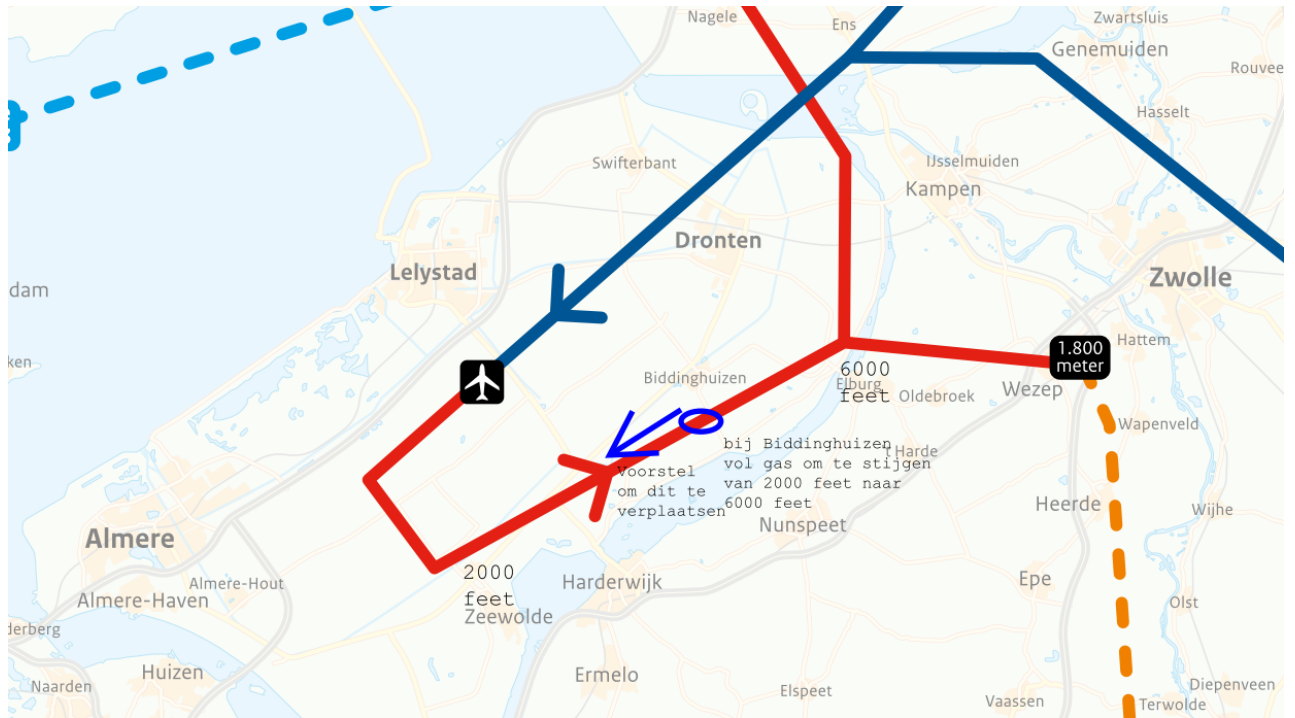 Nagele
Ens
Zwartsluis
Genemuiden
Rouvee
Hasselt
Swifterbant
IJsselmuiden
Kampen
Dronten
Lelystad
Zwolle
dam
ken
Hattem
1.800
meter
Biddinghuizen
6000
feet
Elburg
Oldebroek
Wezep
Wapenveld
bij Biddinghuizen
vol gas om te stijgen
van 2000 feet naar
6000 feet
't Harde
Voorstel
om dit te
verplaatsen
Nunspeet
Heerde
Wijhe
Almere
2000
feet
Harderwijk
Almere-Hout
Almere-Haven
Zeewolde
Epe
Olst
derberg
Huizen
Ermelo
Naarden
Elspeet
Vaassen
Diepenveen
Terwolde